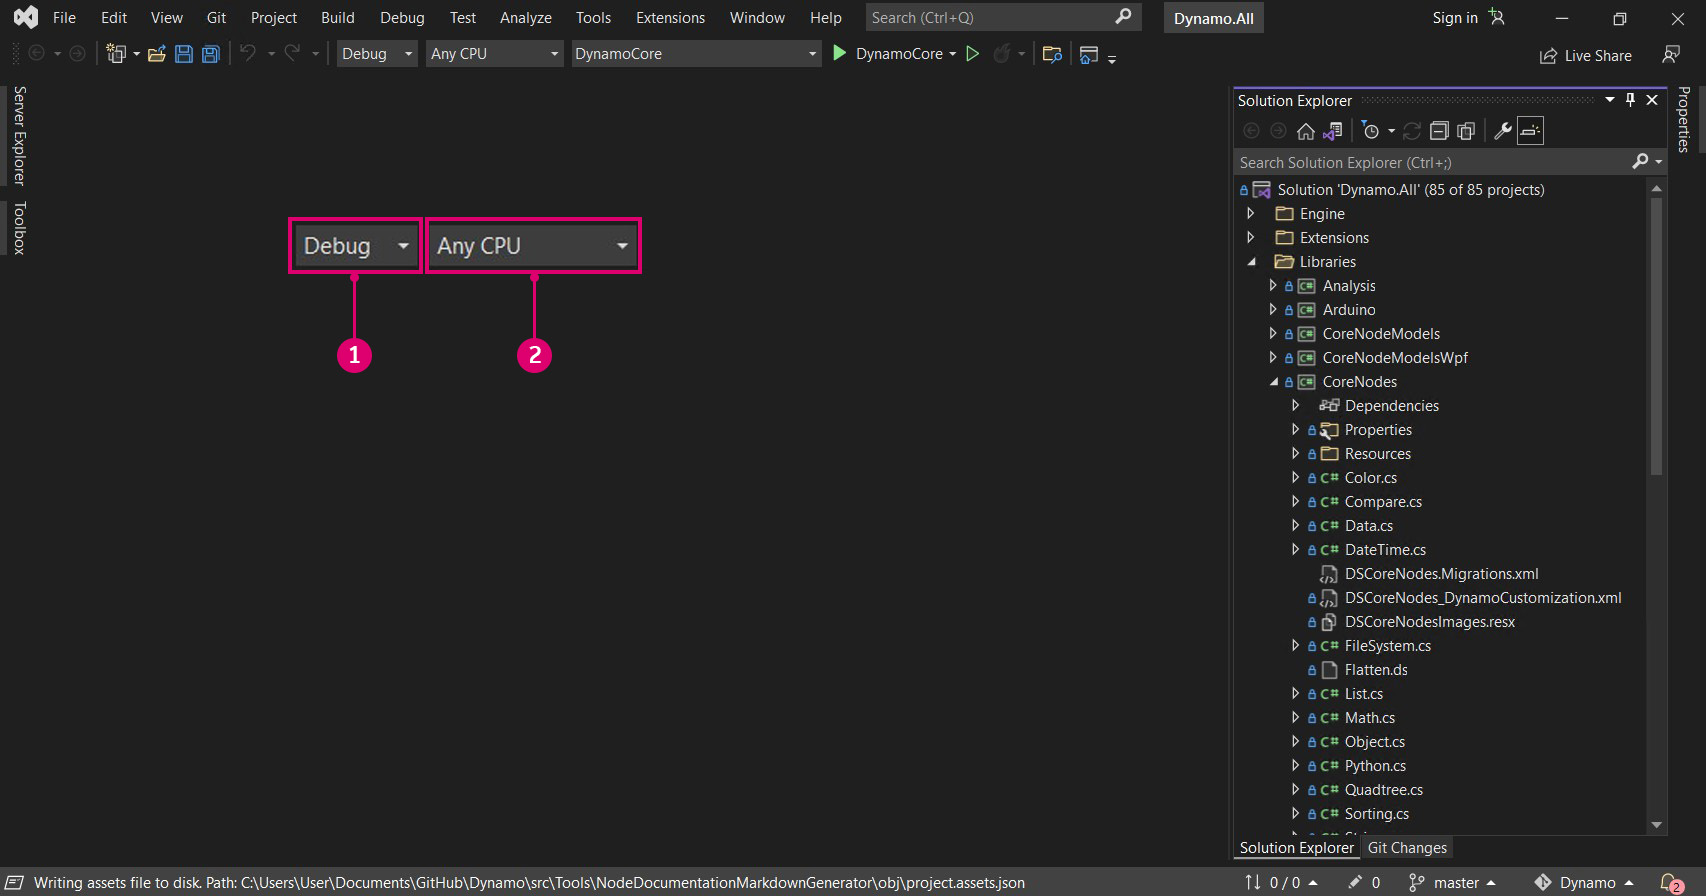 File Edit View Git Project Build Debug Test Analyze Tools Extensions Window Help Search (Ctrl+Q) Dynamo.All Sign in
Debug Any CPU DynamoCore DynamoCore Live Share
Server Explorer
Toolbox
Debug Any CPU
1 2
Solution Explorer
Search Solution Explorer (Ctrl+;)
Solution 'Dynamo.All' (85 of 85 projects)
Engine
Extensions
Libraries
C# Analysis
C# Arduino
C# CoreNodeModels
C# CoreNodeModelsWpf
C# CoreNodes
Dependencies
Properties
Resources
C# Color.cs
C# Compare.cs
C# Data.cs
C# DateTime.cs
DSCoreNodes.Migrations.xml
DSCoreNodes_DynamoCustomization.xml
DSCoreNodesImages.resx
C# FileSystem.cs
Flatten.ds
C# List.cs
C# Math.cs
C# Object.cs
C# Python.cs
C# Quadtree.cs
C# Sorting.cs
Solution Explorer Git Changes
Properties
Writing assets file to disk. Path: C:\Users\User\Documents\GitHub\Dynamo\src\Tools\NodeDocumentationMarkdownGenerator\obj\project.assets.json 0 / 0 0 master Dynamo 2